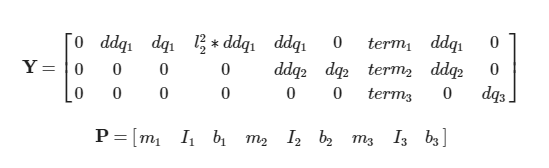 0 ddq₁ dq₁ l₂² * ddq₁ ddq₁ 0 term₁ ddq₁ 0
Y = 0 0 0 0 ddq₂ dq₂ term₂ ddq₂ 0
0 0 0 0 0 0 term₃ 0 dq₃
P = [ m₁ I₁ b₁ m₂ I₂ b₂ m₃ I₃ b₃ ]